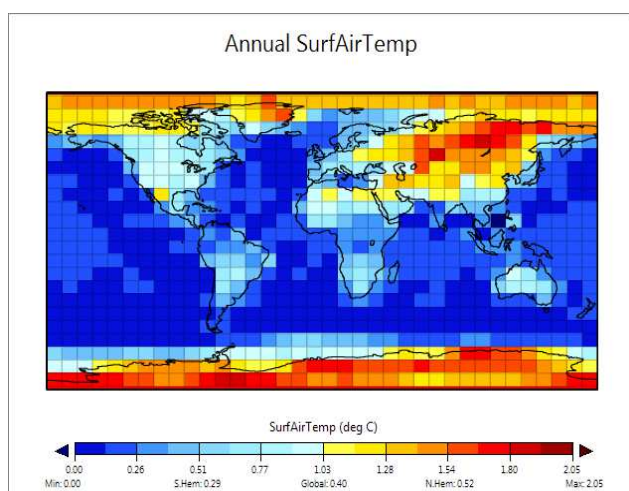 Annual SurfAirTemp
SurfAirTemp (deg C)
0.00 0.26 0.51 0.77 1.03 1.28 1.54 1.80 2.05
Min: 0.00 S.Hem: 0.29 Global: 0.40 N.Hem: 0.52 Max: 2.05